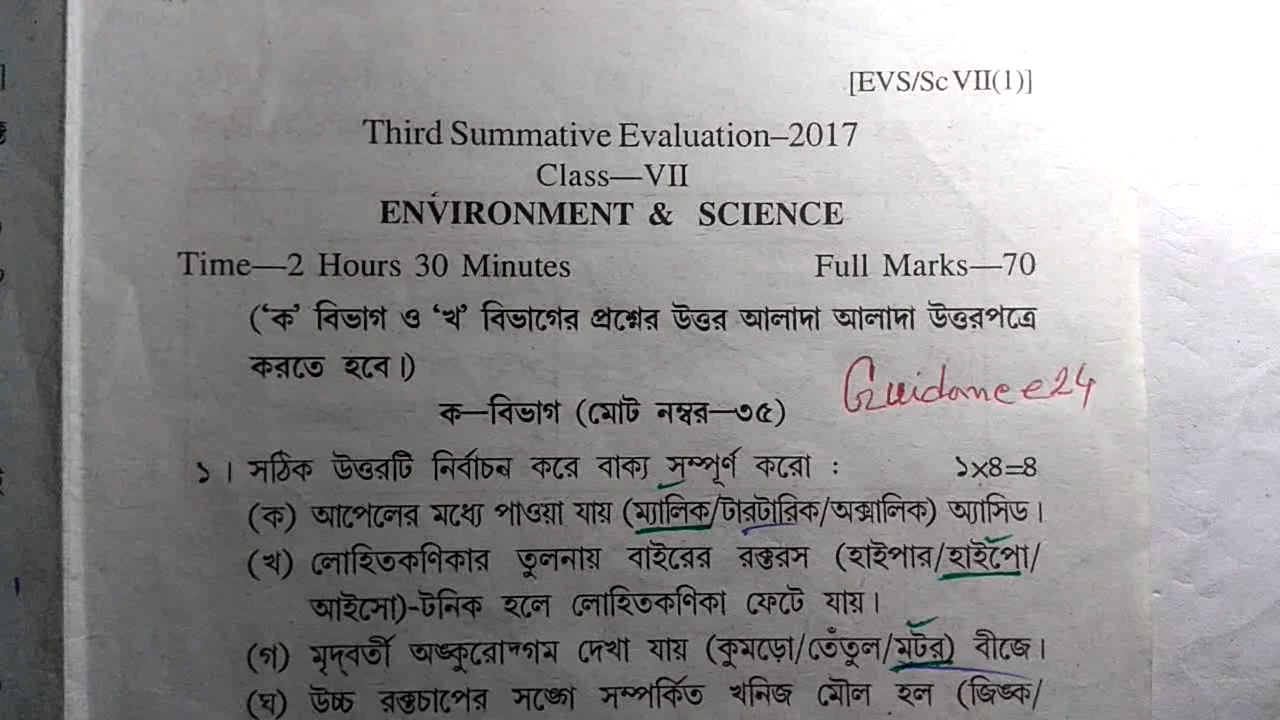 [EVS/Sc VII(1)]
Third Summative Evaluation–2017
Class—VII
ENVIRONMENT & SCIENCE
Time—2 Hours 30 Minutes Full Marks—70
(‘ক’ বিভাগ ও ‘খ’ বিভাগের প্রশ্নের উত্তর আলাদা আলাদা উত্তরপত্রে
করতে হবে।)
Guidance24
ক—বিভাগ (মোট নম্বর—৩৫)
১। সঠিক উত্তরটি নির্বাচন করে বাক্য সম্পূর্ণ করো : ১×৪=৪
(ক) আপেলের মধ্যে পাওয়া যায় (ম্যালিক/টারটারিক/অক্সালিক) অ্যাসিড।
(খ) লোহিতকণিকার তুলনায় বাইরের রক্তরস (হাইপার/হাইপো/
আইসো)-টনিক হলে লোহিতকণিকা ফেটে যায়।
(গ) মৃদ্‌বর্তী অঙ্কুরোদ্গম দেখা যায় (কুমড়ো/তেঁতুল/মটর) বীজে।
(ঘ) উচ্চ রক্তচাপের সঙ্গে সম্পর্কিত খনিজ মৌল হল (জিঙ্ক/